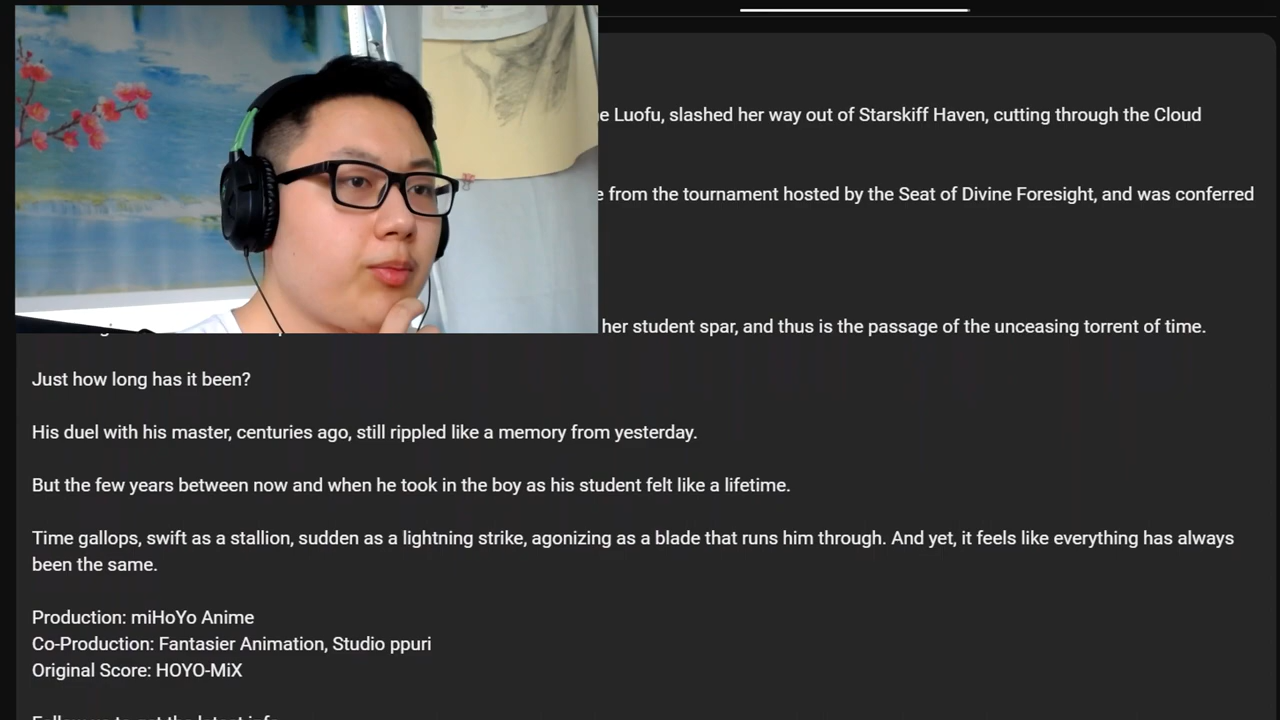 Luofu, slashed her way out of Starskiff Haven, cutting through the Cloud
from the tournament hosted by the Seat of Divine Foresight, and was conferred
her student spar, and thus is the passage of the unceasing torrent of time.
Just how long has it been?
His duel with his master, centuries ago, still rippled like a memory from yesterday.
But the few years between now and when he took in the boy as his student felt like a lifetime.
Time gallops, swift as a stallion, sudden as a lightning strike, agonizing as a blade that runs him through. And yet, it feels like everything has always
been the same.
Production: miHoYo Anime
Co-Production: Fantasier Animation, Studio ppuri
Original Score: HOYO-MiX